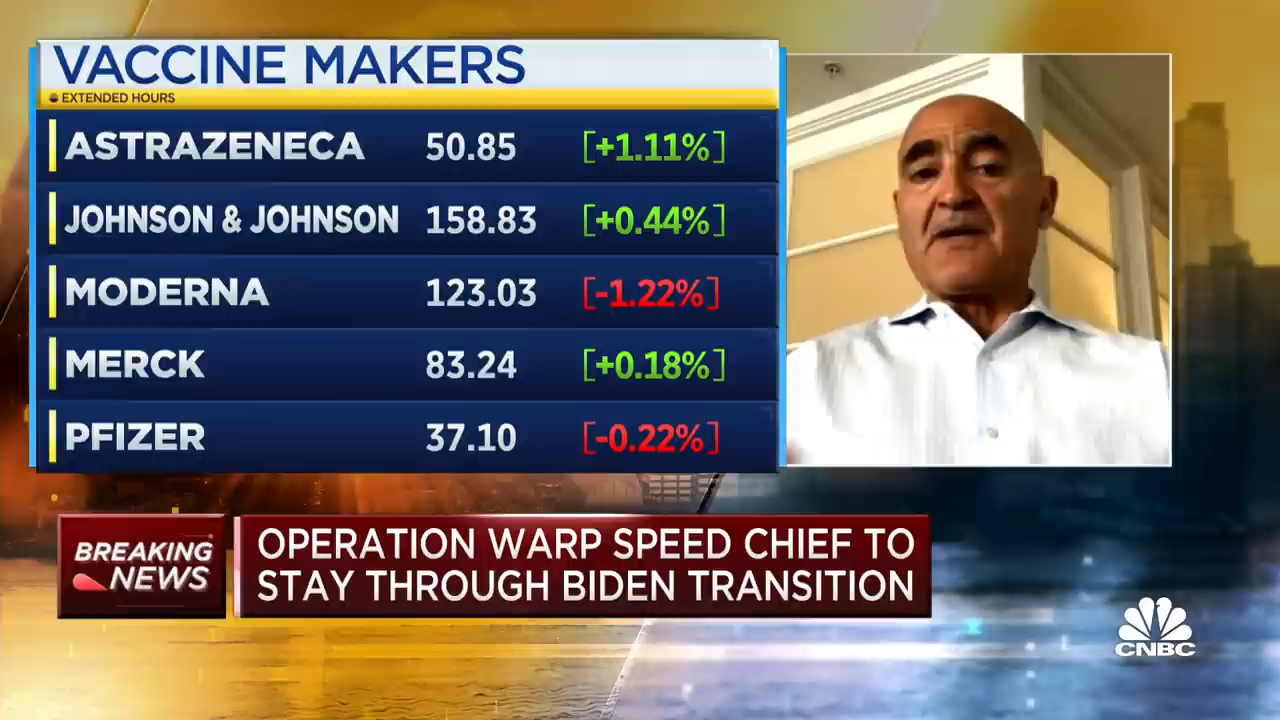 VACCINE MAKERS
EXTENDED HOURS
ASTRAZENECA 50.85 [+1.11%]
JOHNSON & JOHNSON 158.83 [+0.44%]
MODERNA 123.03 [-1.22%]
MERCK 83.24 [+0.18%]
PFIZER 37.10 [-0.22%]
BREAKING
NEWS
OPERATION WARP SPEED CHIEF TO
STAY THROUGH BIDEN TRANSITION
CNBC